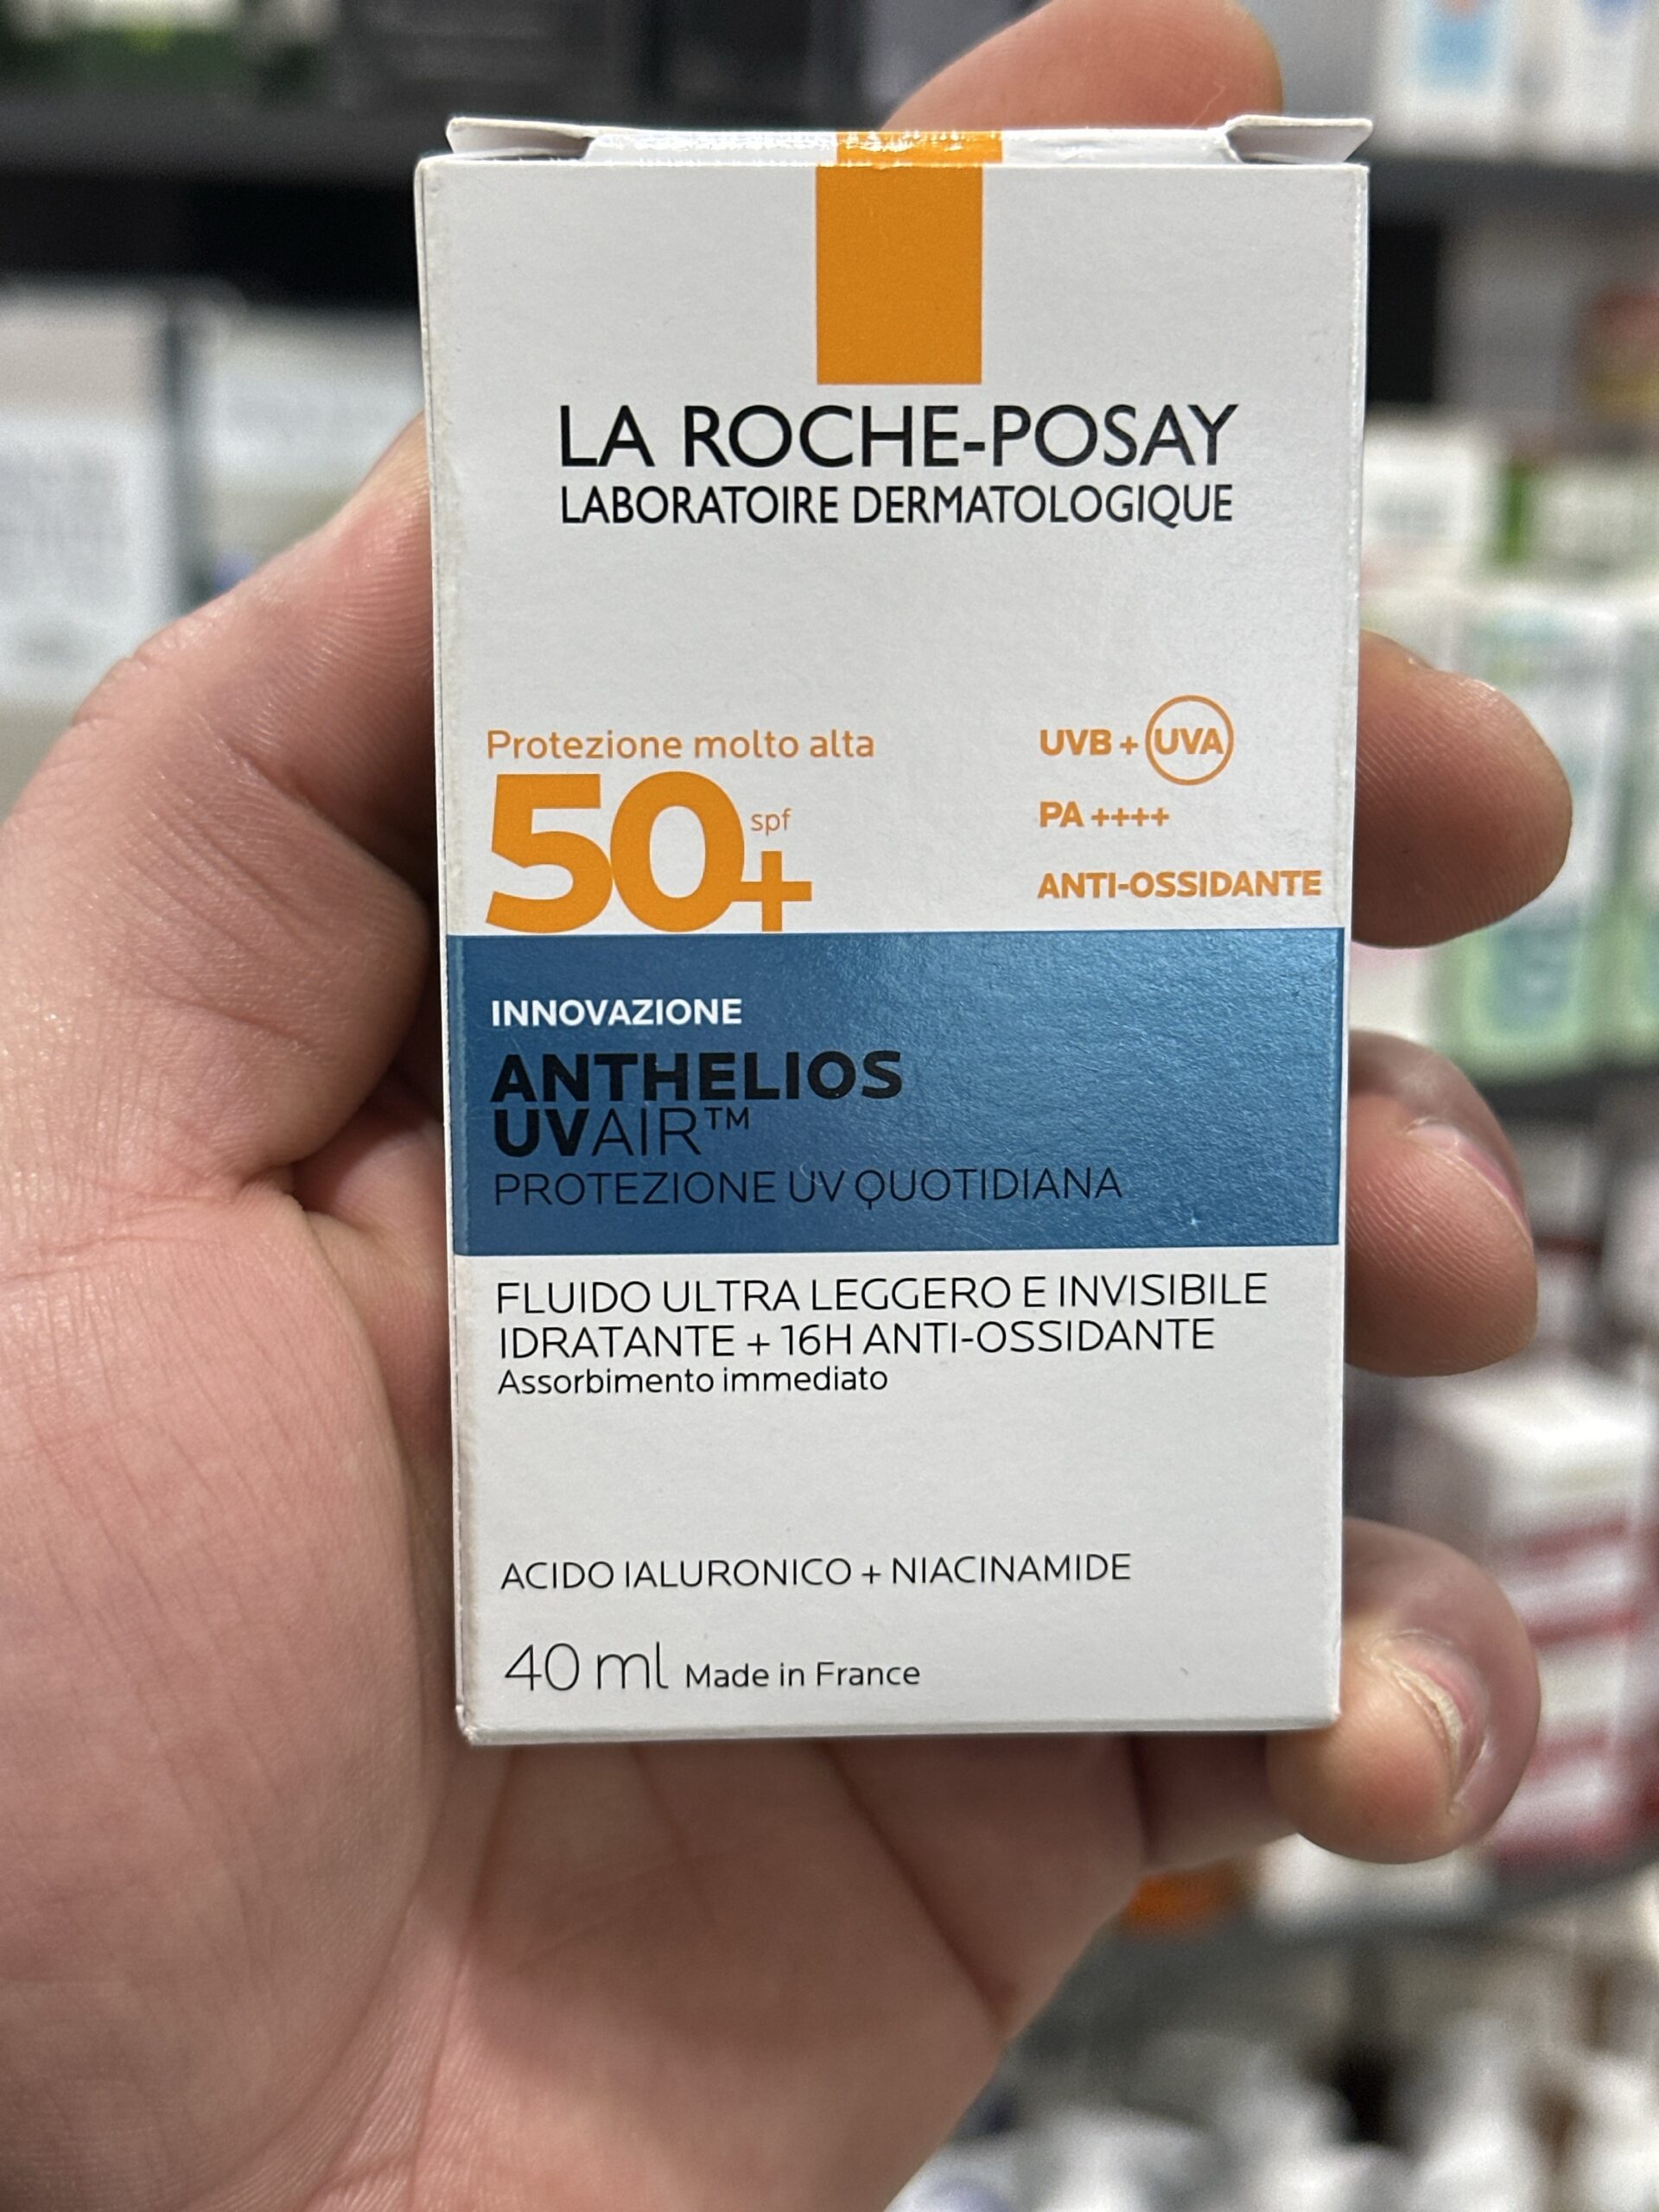 LA ROCHE-POSAY
LABORATOIRE DERMATOLOGIQUE
Protezione molto alta
50+ spf
UVB + UVA
PA ++++
ANTI-OSSIDANTE
INNOVAZIONE
ANTHELIOS
UVAIR™
PROTEZIONE UV QUOTIDIANA
FLUIDO ULTRA LEGGERO E INVISIBILE
IDRATANTE + 16H ANTI-OSSIDANTE
Assorbimento immediato
ACIDO IALURONICO + NIACINAMIDE
40 ml Made in France